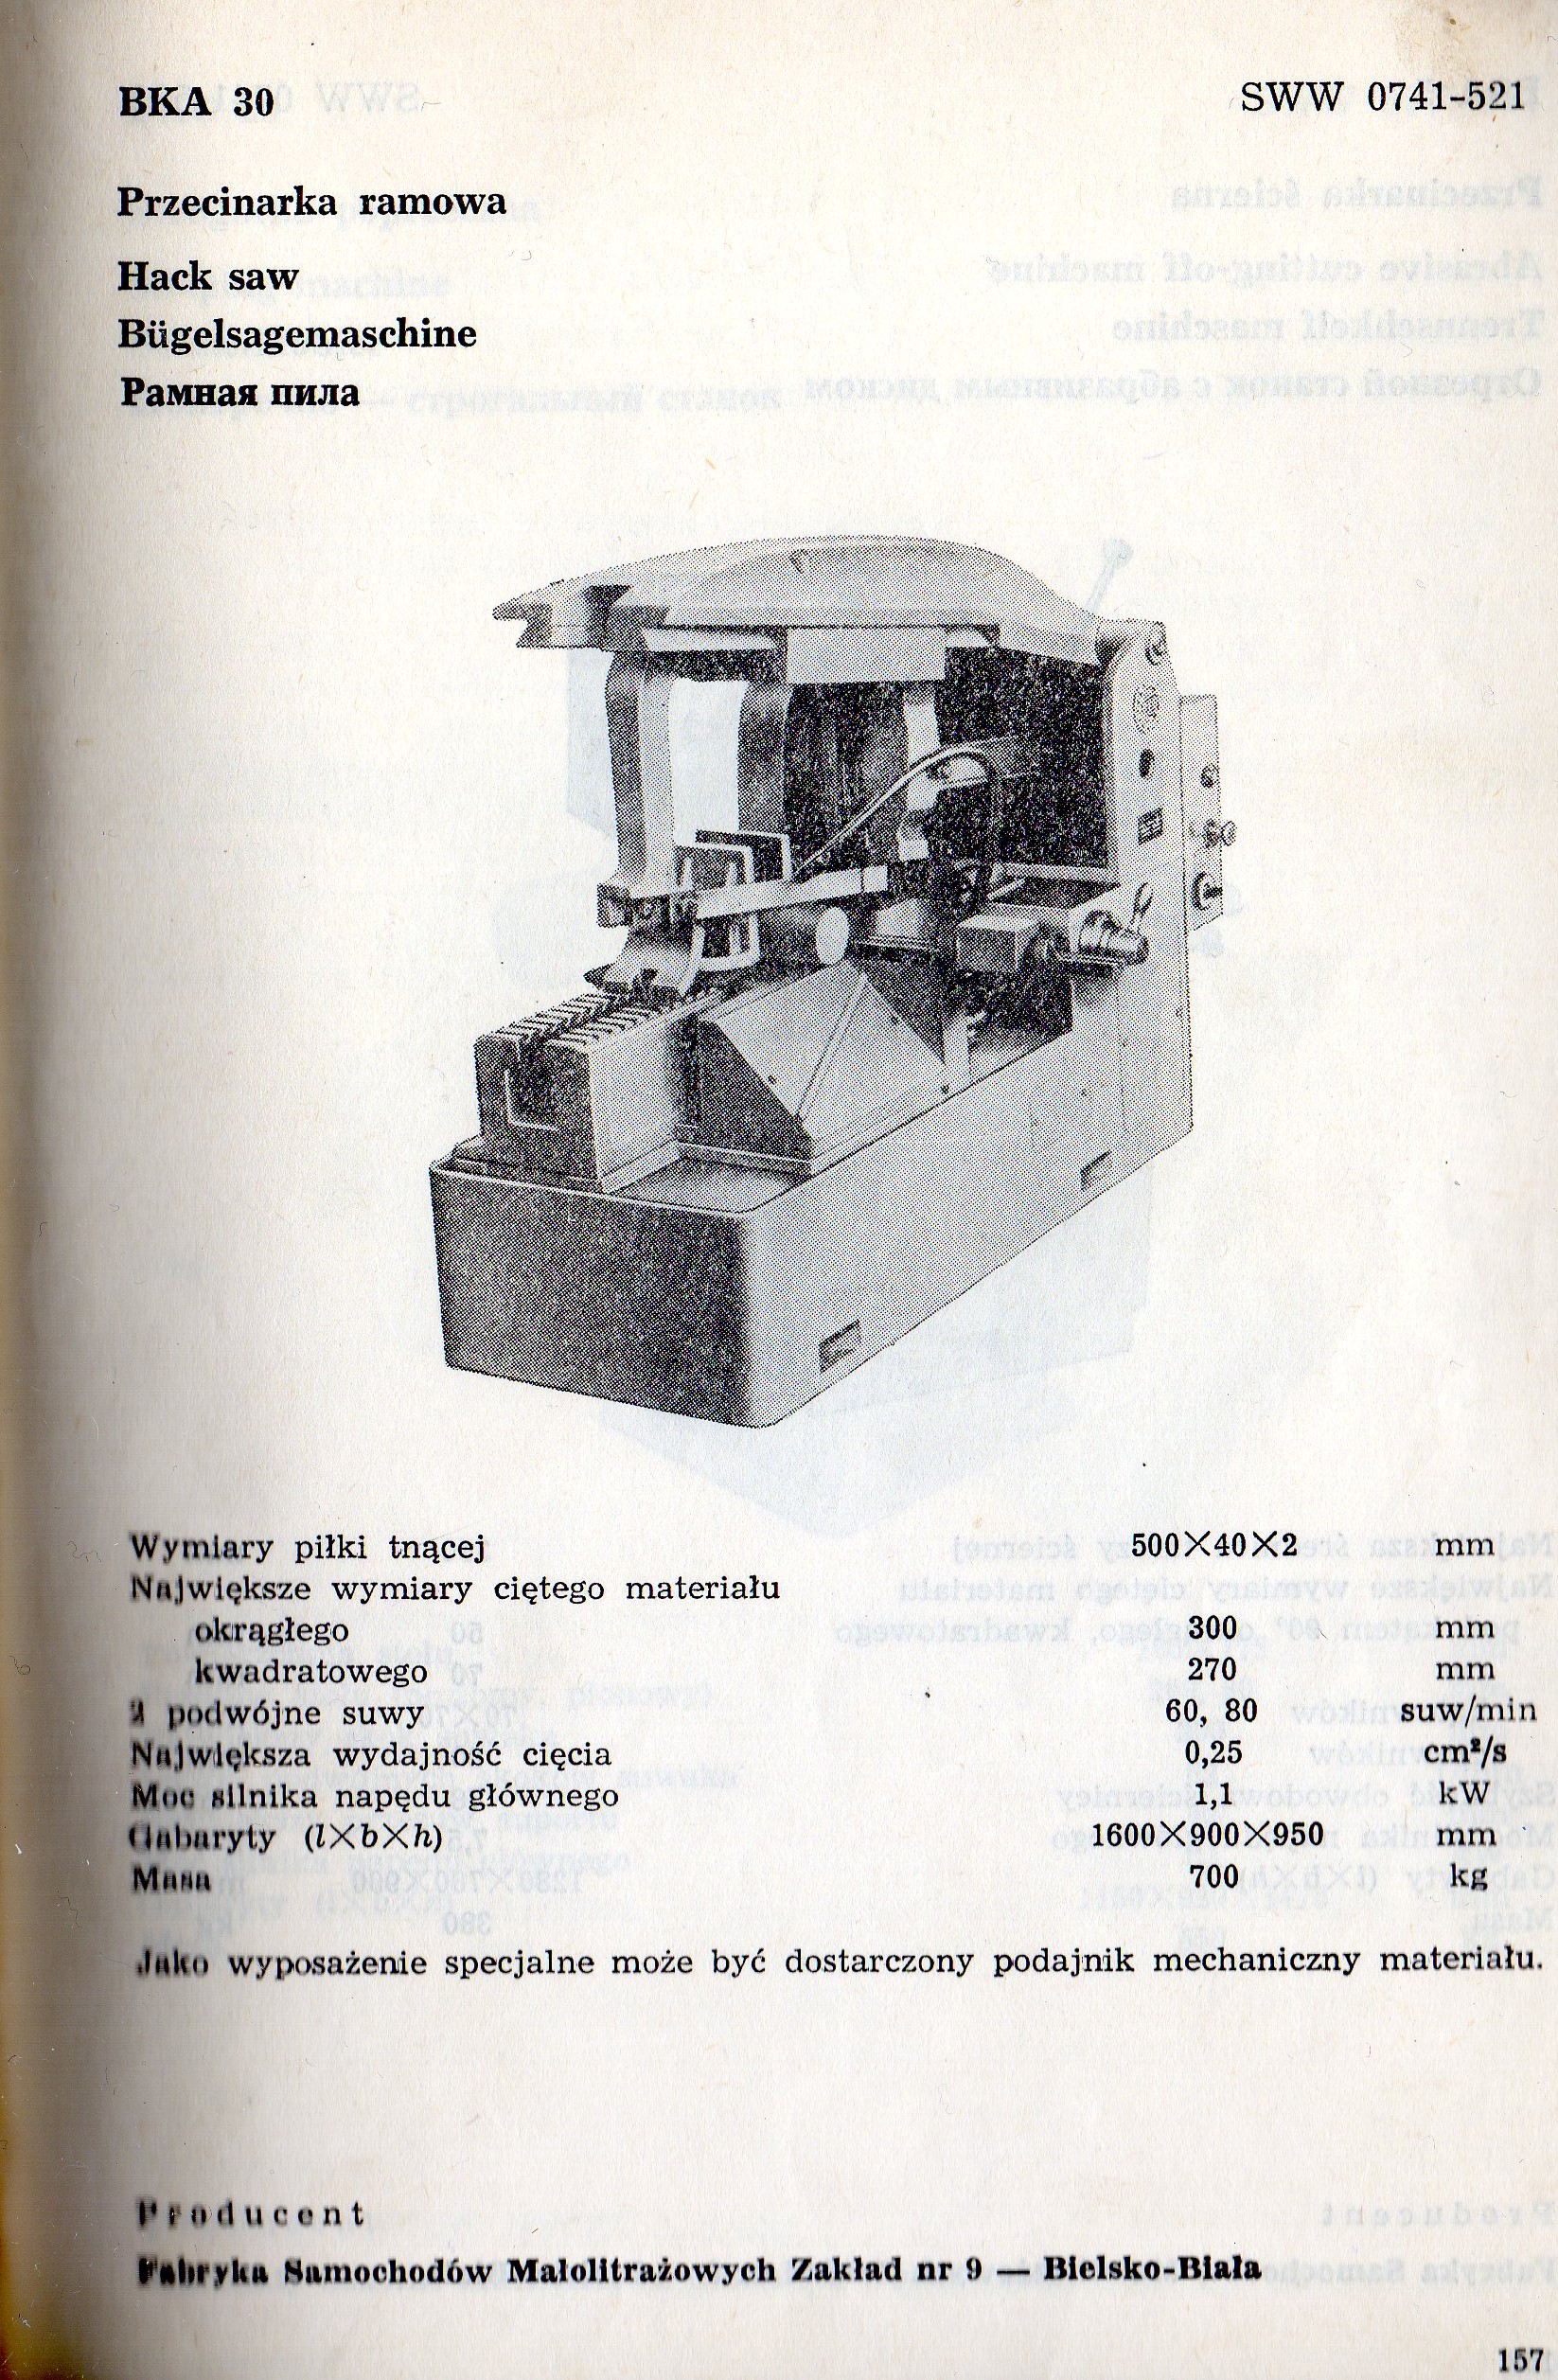 BKA 30 SWW 0741-521
Przecinarka ramowa
Hack saw
Bügelsagemaschine
Рамная пила
Wymiary piłki tnącej 500×40×2 mm
Największe wymiary ciętego materiału
okrągłego 300 mm
kwadratowego 270 mm
2 podwójne suwy 60, 80 suw/min
Największa wydajność cięcia 0,25 cm²/s
Moc silnika napędu głównego 1,1 kW
Gabaryty (l×b×h) 1600×900×950 mm
Masa 700 kg
Jako wyposażenie specjalne może być dostarczony podajnik mechaniczny materiału.
Producent
Fabryka Samochodów Małolitrażowych Zakład nr 9 — Bielsko-Biała
157